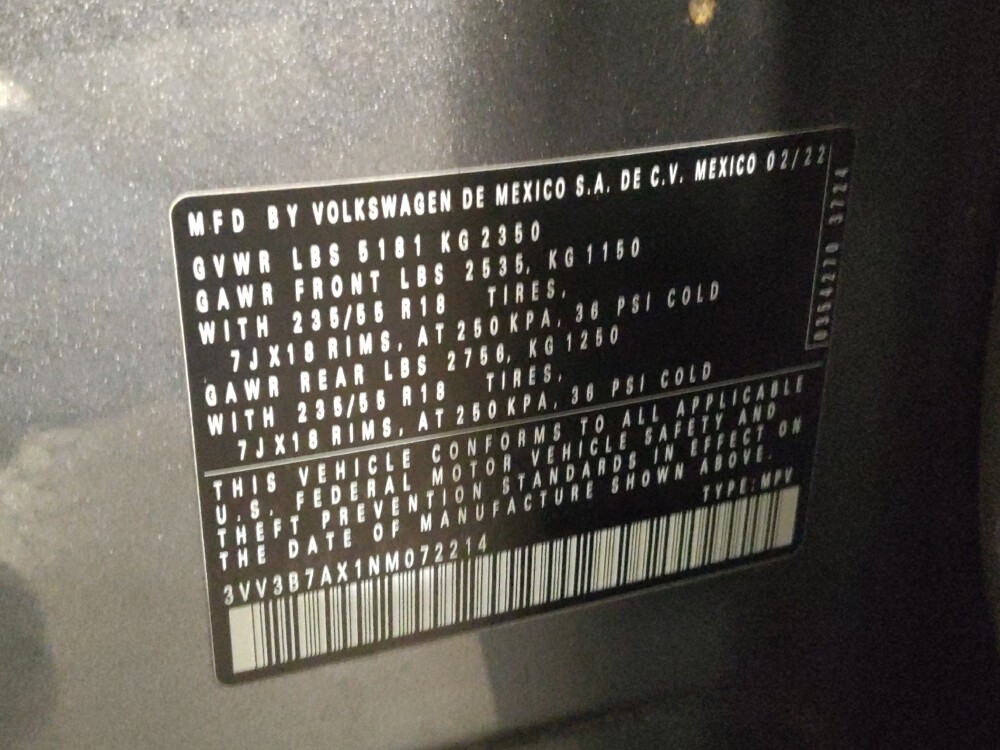 MFD BY VOLKSWAGEN DE MEXICO S.A. DE C.V. MEXICO 02/22
GVWR LBS 5181 KG 2350
GAWR FRONT LBS 2535, KG 1150
WITH 235/55 R18 TIRES,
7JX18 RIMS, AT 250 KPA, 36 PSI COLD
GAWR REAR LBS 2756, KG 1250
WITH 235/55 R18 TIRES,
7JX18 RIMS, AT 250 KPA, 36 PSI COLD
THIS VEHICLE CONFORMS TO ALL APPLICABLE
U.S. FEDERAL MOTOR VEHICLE SAFETY AND
THEFT PREVENTION STANDARDS IN EFFECT ON
THE DATE OF MANUFACTURE SHOWN ABOVE.
TYPE: MPV
3VV3B7AX1NM072214
0354270 3724